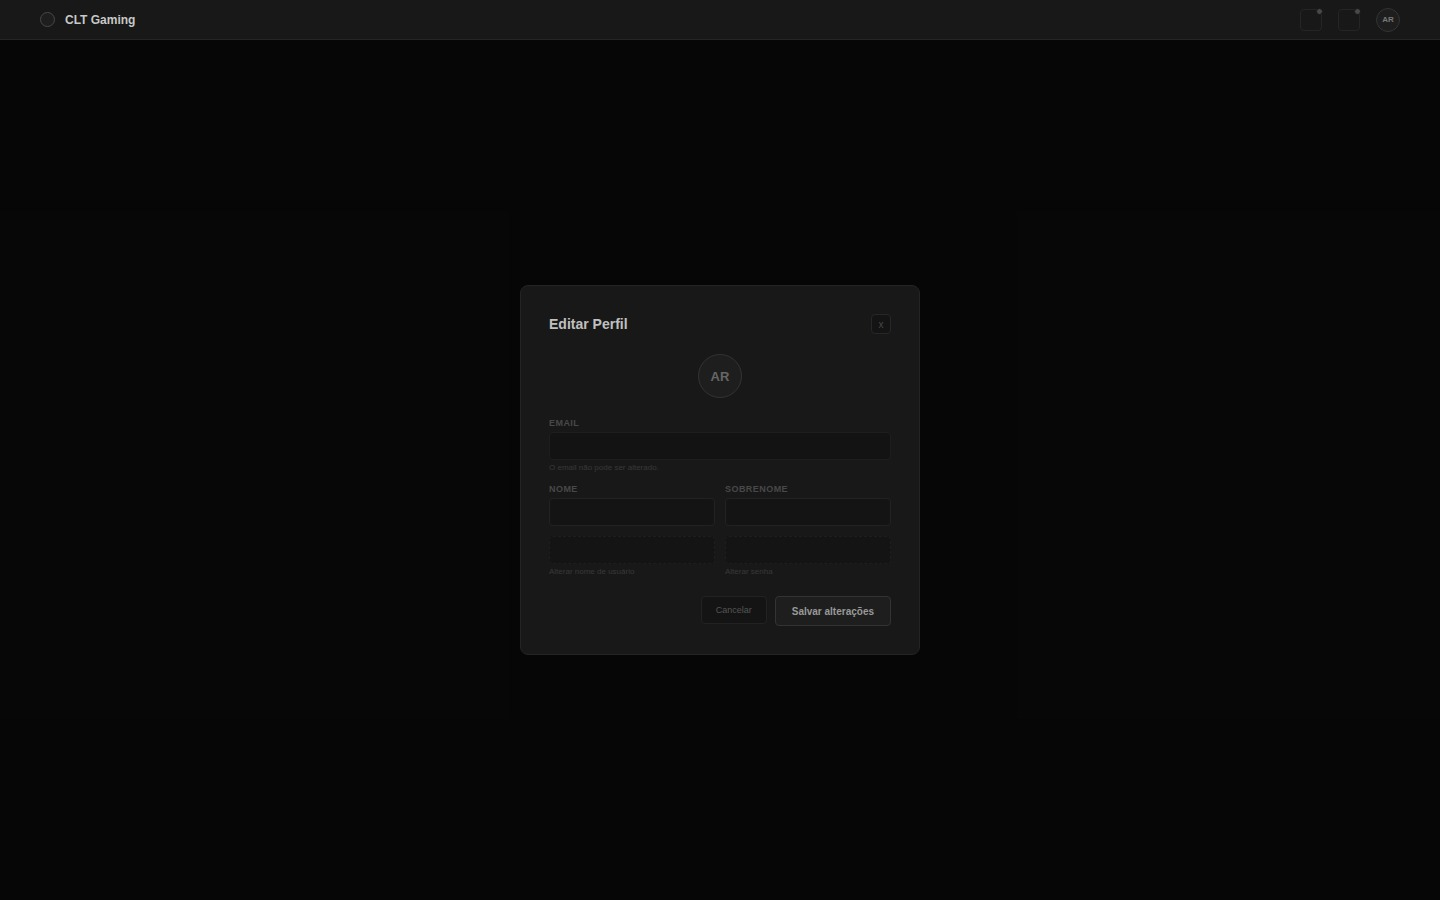 CLT Gaming
AR
Editar Perfil
x
AR
EMAIL
O email não pode ser alterado.
NOME
SOBRENOME
Alterar nome de usuário
Alterar senha
Cancelar
Salvar alterações